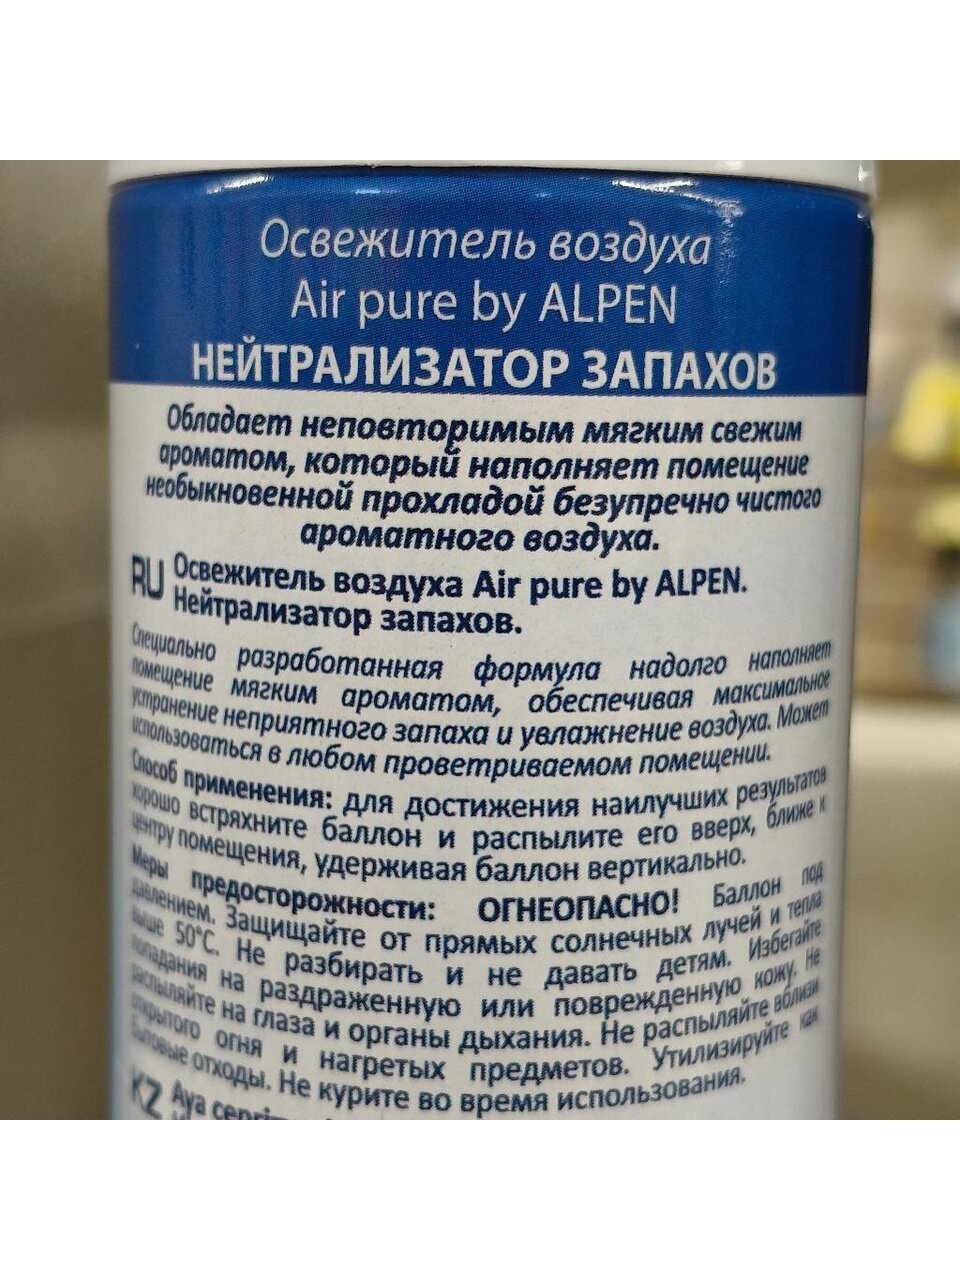 Освежитель воздуха
Air pure by ALPEN
НЕЙТРАЛИЗАТОР ЗАПАХОВ
Обладает неповторимым мягким свежим
ароматом, который наполняет помещение
необыкновенной прохладой безупречно чистого
ароматного воздуха.
RU Освежитель воздуха Air pure by ALPEN.
Нейтрализатор запахов.
Специально разработанная формула надолго наполняет
помещение мягким ароматом, обеспечивая максимальное
устранение неприятного запаха и увлажнение воздуха. Может
использоваться в любом проветриваемом помещении.
Способ применения: для достижения наилучших результатов
хорошо встряхните баллон и распылите его вверх, ближе к
центру помещения, удерживая баллон вертикально.
Меры предосторожности: ОГНЕОПАСНО! Баллон под
давлением. Защищайте от прямых солнечных лучей и тепла
выше 50°С. Не разбирать и не давать детям. Избегайте
попадания на раздраженную или поврежденную кожу. Не
распыляйте на глаза и органы дыхания. Не распыляйте вблизи
открытого огня и нагретых предметов. Утилизируйте как
бытовые отходы. Не курите во время использования.
KZ Ауа